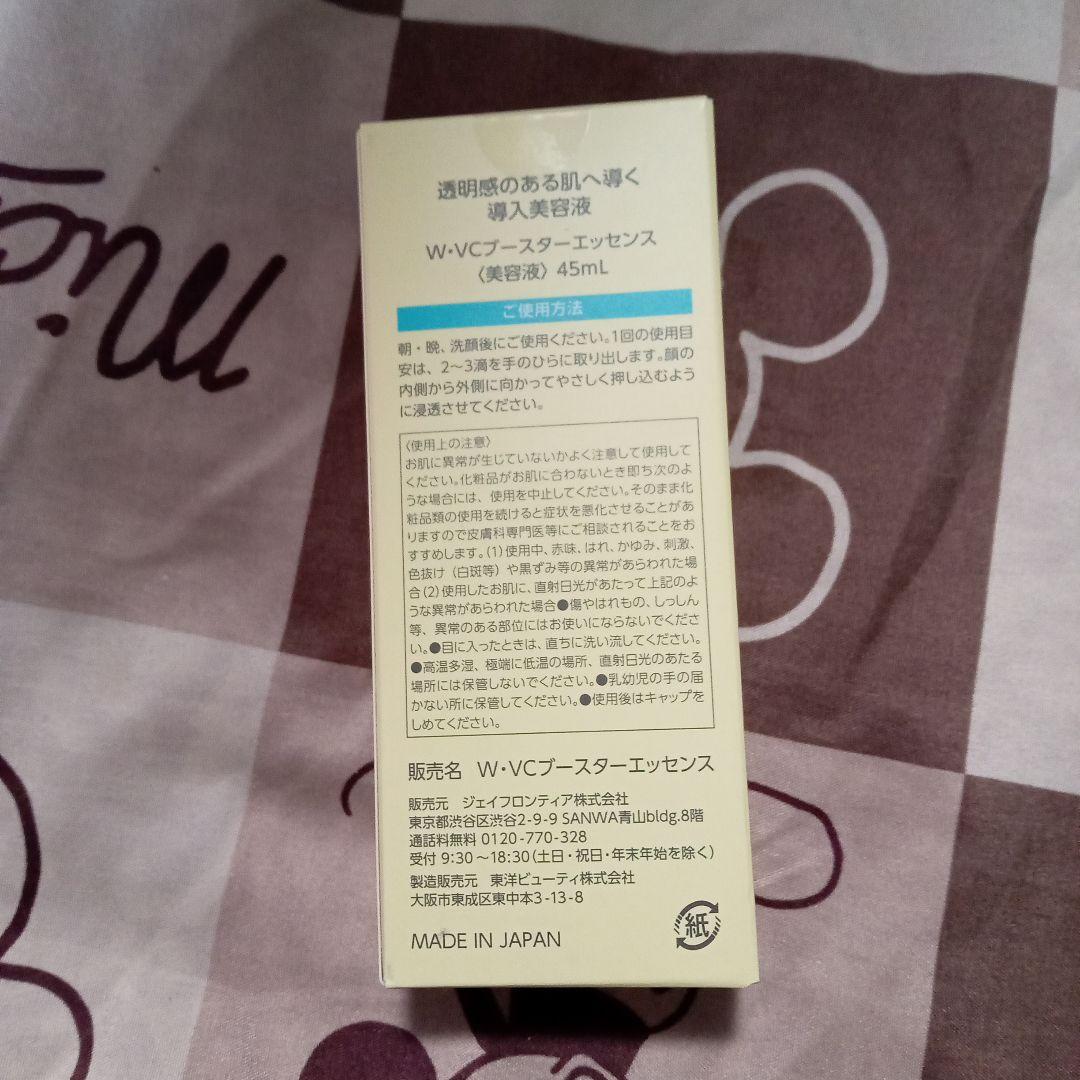 透明感のある肌へ導く
導入美容液
W・VCブースターエッセンス
〈美容液〉 45mL
ご使用方法
朝・晩、洗顔後にご使用ください。1回の使用目
安は、2〜3滴を手のひらに取り出します。顔の
内側から外側に向かってやさしく押し込むよう
に浸透させてください。
〈使用上の注意〉
お肌に異常が生じていないかよく注意して使用して
ください。化粧品がお肌に合わないとき即ち次のよ
うな場合には、使用を中止してください。そのまま化
粧品類の使用を続けると症状を悪化させることがあ
りますので皮膚科専門医等にご相談されることをお
すすめします。(1)使用中、赤味、はれ、かゆみ、刺激、
色抜け（白斑等）や黒ずみ等の異常があらわれた場
合(2)使用したお肌に、直射日光があたって上記のよ
うな異常があらわれた場合●傷やはれもの、しっしん
等、異常のある部位にはお使いにならないでくださ
い。●目に入ったときは、直ちに洗い流してください。
●高温多湿、極端に低温の場所、直射日光のあたる
場所には保管しないでください。●乳幼児の手の届
かない所に保管してください。●使用後はキャップを
しめてください。
販売名 W・VCブースターエッセンス
販売元 ジェイフロンティア株式会社
東京都渋谷区渋谷2-9-9 SANWA青山bldg.8階
通話料無料 0120-770-328
受付 9:30〜18:30(土日・祝日・年末年始を除く)
製造販売元 東洋ビューティ株式会社
大阪市東成区東中本3-13-8
MADE IN JAPAN
紙